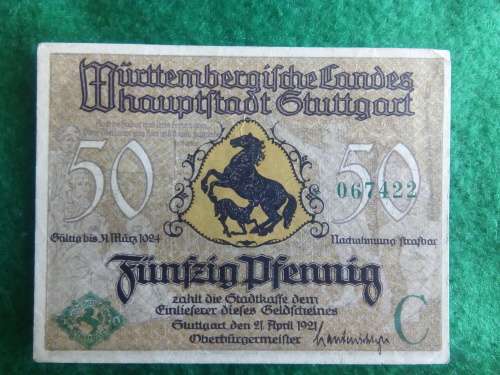 Württembergische Landes
hauptstadt Stuttgart
50
50
067422
Gültig bis 31. März 1924
Nachahmung strafbar
Fünfzig Pfennig
zahlt die Stadtkasse dem
Einlieferer dieses Geldscheines
Stuttgart den 21. April 1921
Oberbürgermeister
C